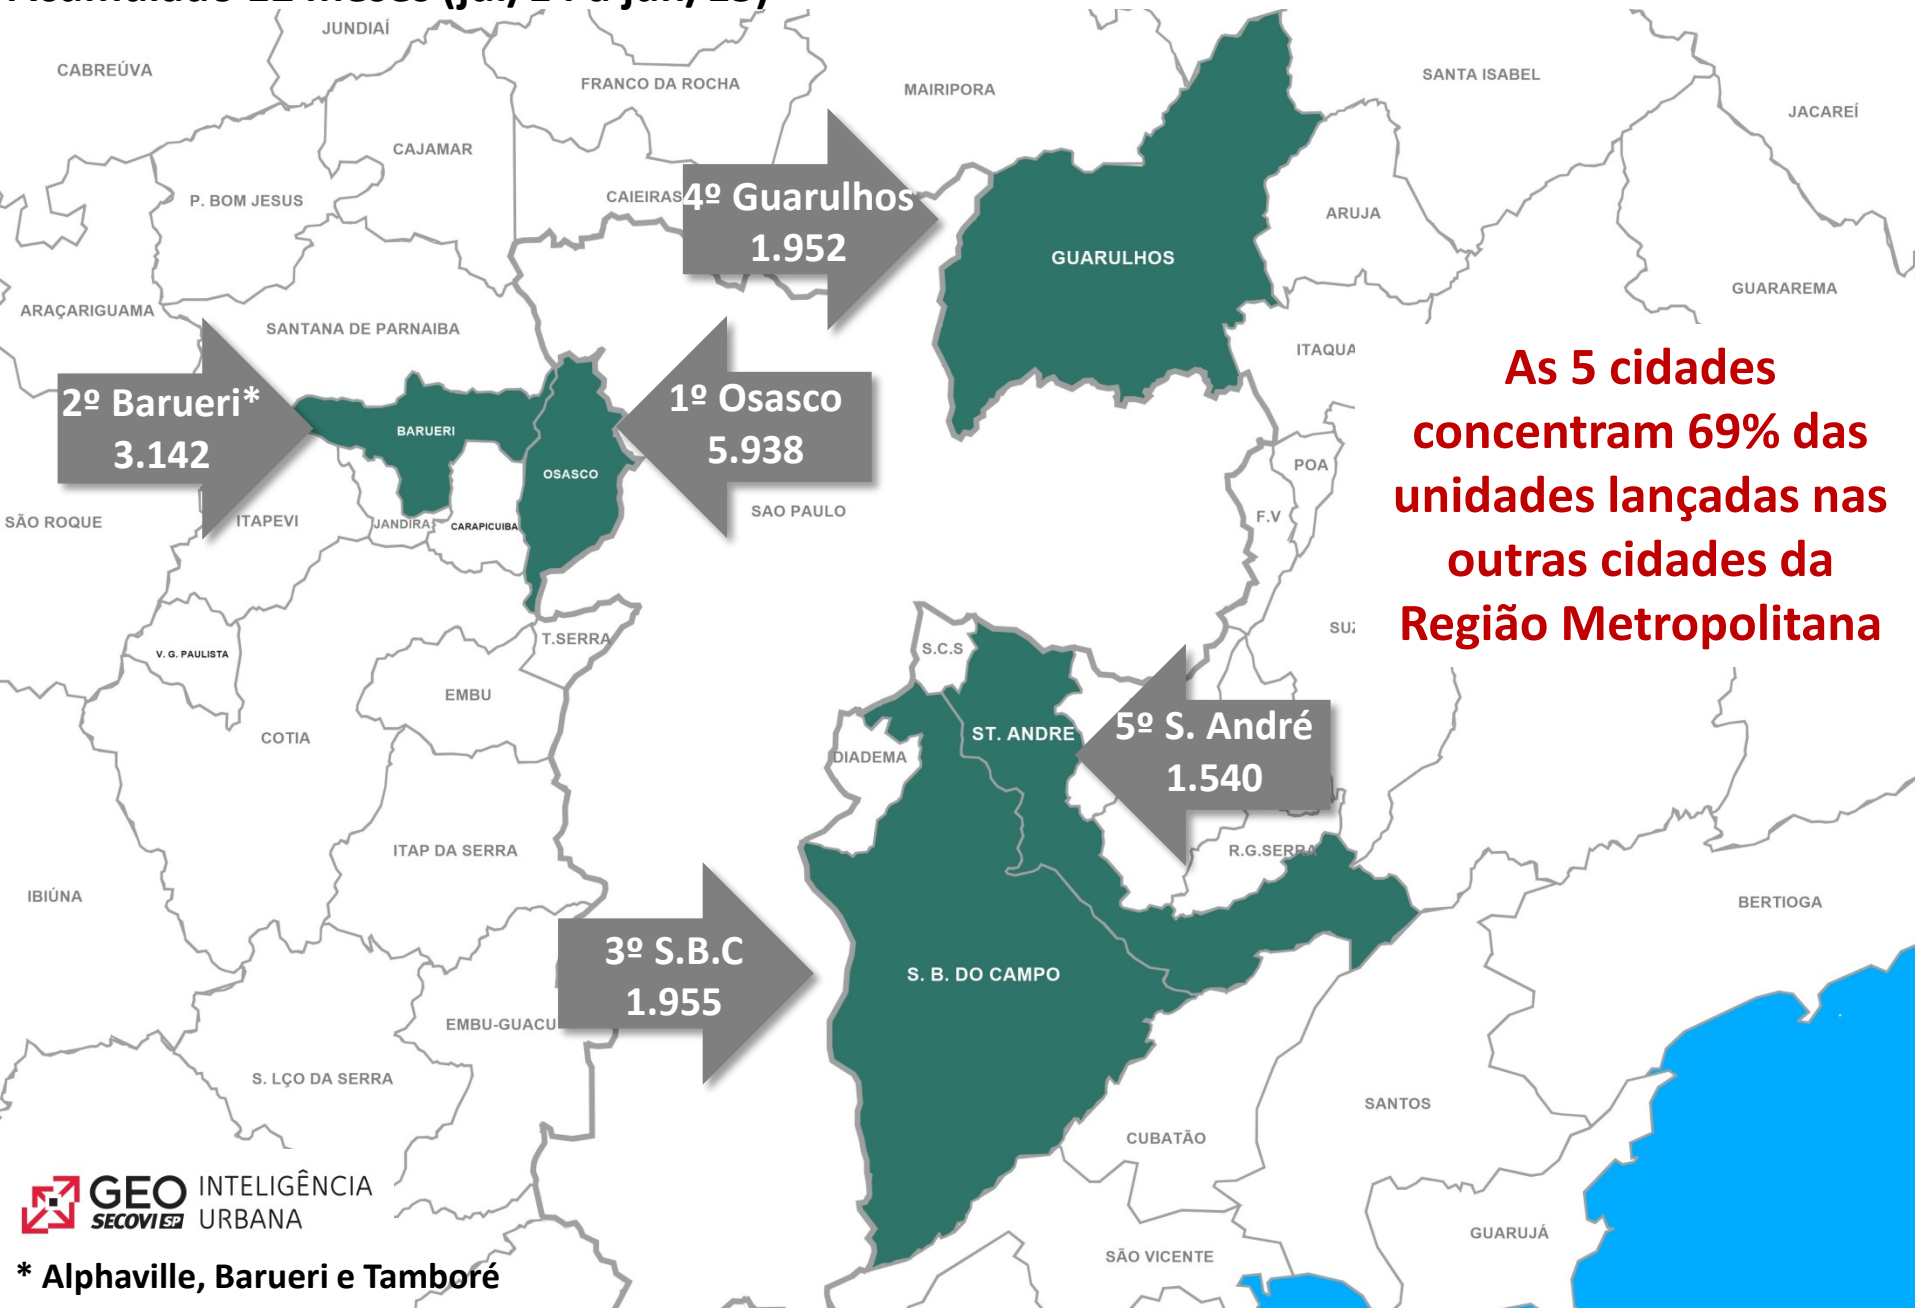 JUNDIAÍ
CABREÚVA
FRANCO DA ROCHA
MAIRIPORA
SANTA ISABEL
JACAREÍ
CAJAMAR
P. BOM JESUS
CAIEIRAS
4º Guarulhos
1.952
ARUJA
GUARULHOS
GUARAREMA
ARAÇARIGUAMA
SANTANA DE PARNAIBA
ITAQUA
As 5 cidades
concentram 69% das
unidades lançadas nas
outras cidades da
Região Metropolitana
2º Barueri*
3.142
BARUERI
1º Osasco
5.938
OSASCO
POA
SAO PAULO
F.V
SÃO ROQUE
ITAPEVI
JANDIRA
CARAPICUIBA
SUZ
T.SERRA
S.C.S
V. G. PAULISTA
EMBU
COTIA
ST. ANDRE
5º S. André
1.540
DIADEMA
ITAP DA SERRA
R.G.SERRA
IBIÚNA
BERTIOGA
3º S.B.C
1.955
S. B. DO CAMPO
EMBU-GUACU
S. LÇO DA SERRA
SANTOS
CUBATÃO
GEO
SECOVI SP
INTELIGÊNCIA
URBANA
GUARUJÁ
SÃO VICENTE
* Alphaville, Barueri e Tamboré